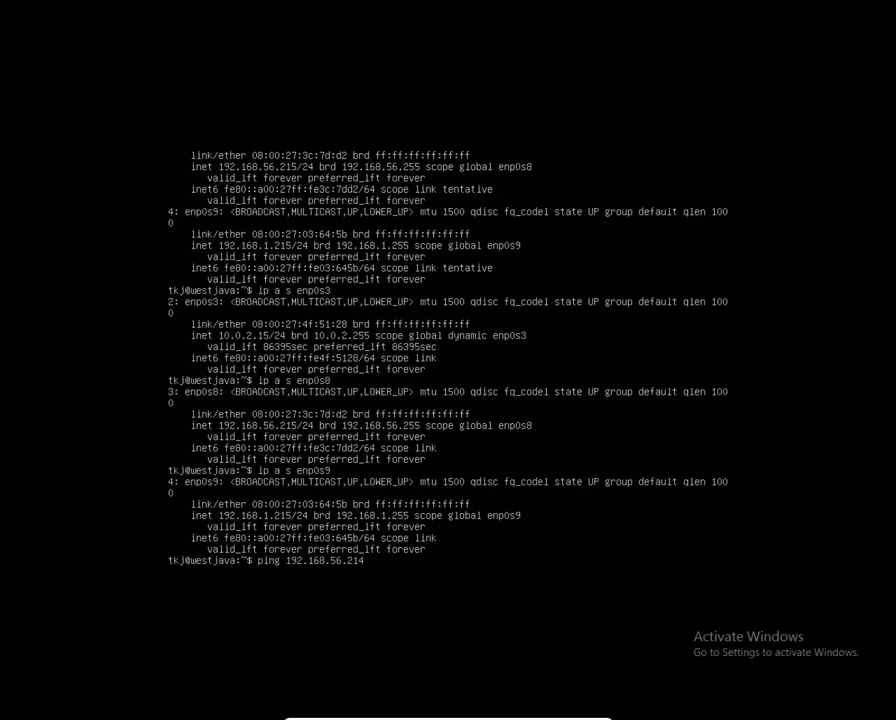 link/ether 08:00:27:3c:7d:d2 brd ff:ff:ff:ff:ff:ff
inet 192.168.56.215/24 brd 192.168.56.255 scope global enp0s8
valid_lft forever preferred_lft forever
inet6 fe80::a00:27ff:fe3c:7dd2/64 scope link tentative
valid_lft forever preferred_lft forever
4: enp0s9: <BROADCAST,MULTICAST,UP,LOWER_UP> mtu 1500 qdisc fq_codel state UP group default qlen 100
0
link/ether 08:00:27:03:64:5b brd ff:ff:ff:ff:ff:ff
inet 192.168.1.215/24 brd 192.168.1.255 scope global enp0s9
valid_lft forever preferred_lft forever
inet6 fe80::a00:27ff:fe03:645b/64 scope link tentative
valid_lft forever preferred_lft forever
tkj@westjava:~$ ip a s enp0s3
2: enp0s3: <BROADCAST,MULTICAST,UP,LOWER_UP> mtu 1500 qdisc fq_codel state UP group default qlen 100
0
link/ether 08:00:27:4f:51:28 brd ff:ff:ff:ff:ff:ff
inet 10.0.2.15/24 brd 10.0.2.255 scope global dynamic enp0s3
valid_lft 86395sec preferred_lft 86395sec
inet6 fe80::a00:27ff:fe4f:5128/64 scope link
valid_lft forever preferred_lft forever
tkj@westjava:~$ ip a s enp0s8
3: enp0s8: <BROADCAST,MULTICAST,UP,LOWER_UP> mtu 1500 qdisc fq_codel state UP group default qlen 100
0
link/ether 08:00:27:3c:7d:d2 brd ff:ff:ff:ff:ff:ff
inet 192.168.56.215/24 brd 192.168.56.255 scope global enp0s8
valid_lft forever preferred_lft forever
inet6 fe80::a00:27ff:fe3c:7dd2/64 scope link
valid_lft forever preferred_lft forever
tkj@westjava:~$ ip a s enp0s9
4: enp0s9: <BROADCAST,MULTICAST,UP,LOWER_UP> mtu 1500 qdisc fq_codel state UP group default qlen 100
0
link/ether 08:00:27:03:64:5b brd ff:ff:ff:ff:ff:ff
inet 192.168.1.215/24 brd 192.168.1.255 scope global enp0s9
valid_lft forever preferred_lft forever
inet6 fe80::a00:27ff:fe03:645b/64 scope link
valid_lft forever preferred_lft forever
tkj@westjava:~$ ping 192.168.56.214
Activate Windows
Go to Settings to activate Windows.